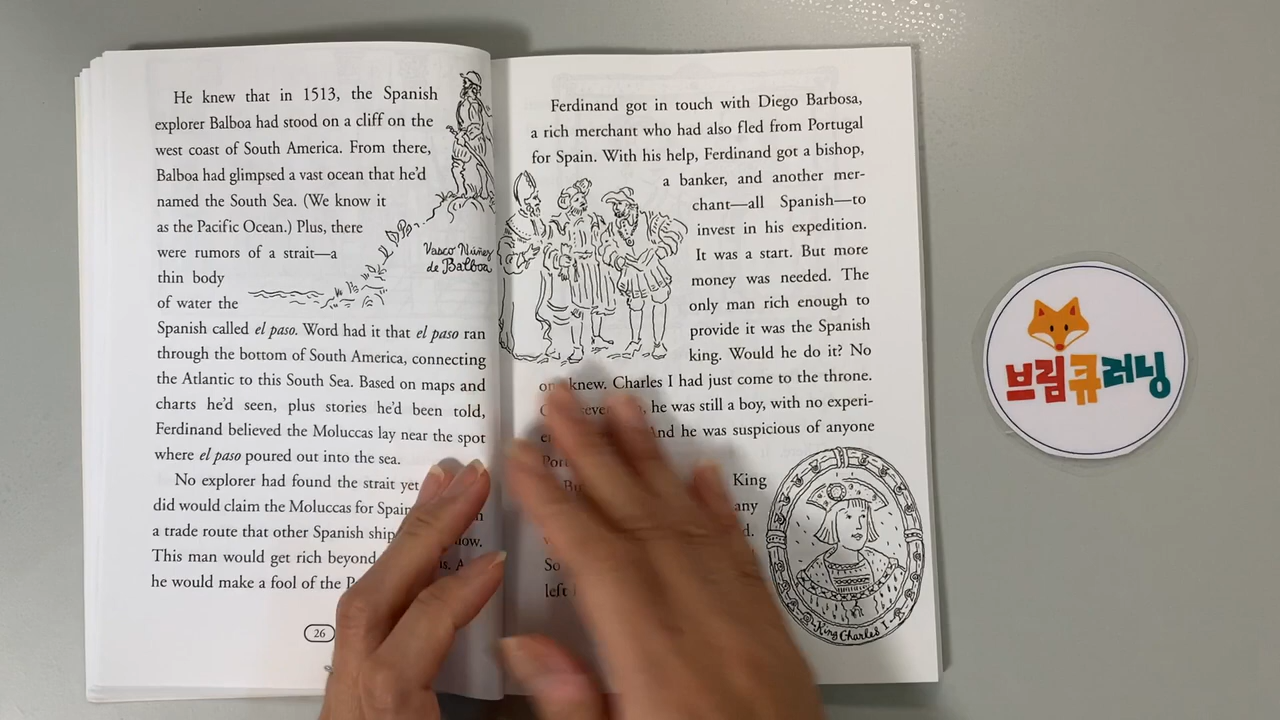 He knew that in 1513, the Spanish
explorer Balboa had stood on a cliff on the
west coast of South America. From there,
Balboa had glimpsed a vast ocean that he'd
named the South Sea. (We know it
as the Pacific Ocean.) Plus, there
were rumors of a strait—a
thin body
of water the
Spanish called el paso. Word had it that el paso ran
through the bottom of South America, connecting
the Atlantic to this South Sea. Based on maps and
charts he'd seen, plus stories he'd been told,
Ferdinand believed the Moluccas lay near the spot
where el paso poured out into the sea.
No explorer had found the strait yet
did would claim the Moluccas for
a trade route that other Spanish
This man would get rich beyond
he would make a fool of the
Vasco Núñez
de Balboa
26
Ferdinand got in touch with Diego Barbosa,
a rich merchant who had also fled from Portugal
for Spain. With his help, Ferdinand got a bishop,
a banker, and another mer-
chant—all Spanish—to
invest in his expedition.
It was a start. But more
money was needed. The
only man rich enough to
provide it was the Spanish
king. Would he do it? No
knew. Charles I had just come to the throne.
he was still a boy, with no experi-
And he was suspicious of anyone
King
any
So
left
King Charles I
브림큐러닝